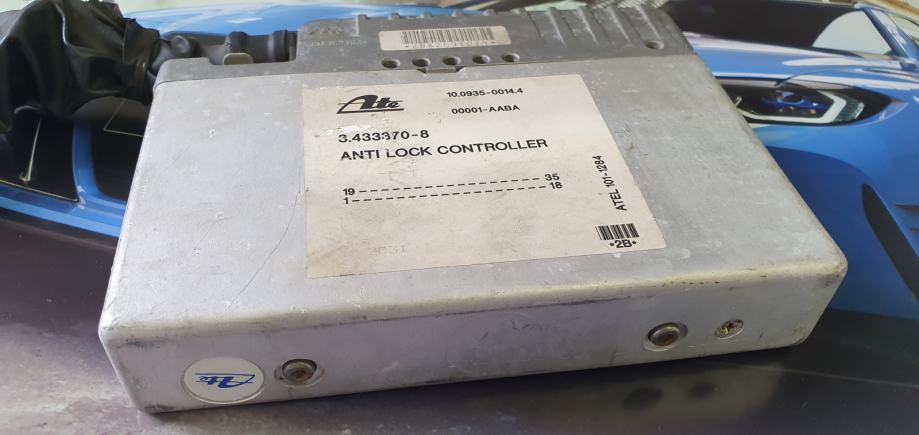 Ate
10.0935-0014.4
00001-AABA
3.433370-8
ANTI LOCK CONTROLLER
19 ---------------------- 35
1 ---------------------- 18
ATEL 101-1284
*2B*
Ate